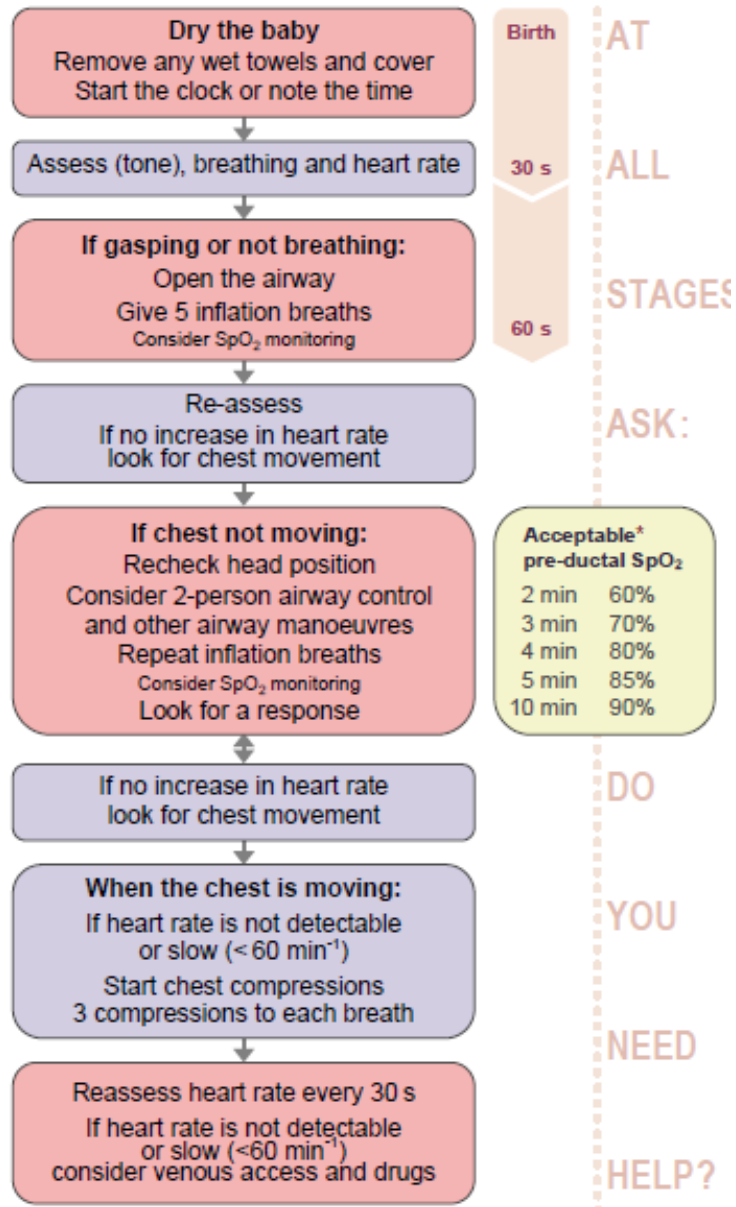 Dry the baby
Remove any wet towels and cover
Start the clock or note the time
Assess (tone), breathing and heart rate
If gasping or not breathing:
Open the airway
Give 5 inflation breaths
Consider SpO₂ monitoring
Re-assess
If no increase in heart rate
look for chest movement
If chest not moving:
Recheck head position
Consider 2-person airway control
and other airway manoeuvres
Repeat inflation breaths
Consider SpO₂ monitoring
Look for a response
If no increase in heart rate
look for chest movement
When the chest is moving:
If heart rate is not detectable
or slow (< 60 min⁻¹)
Start chest compressions
3 compressions to each breath
Reassess heart rate every 30 s
If heart rate is not detectable
or slow (<60 min⁻¹)
consider venous access and drugs
Birth
30 s
60 s
Acceptable*
pre-ductal SpO₂
2 min 60%
3 min 70%
4 min 80%
5 min 85%
10 min 90%
AT
ALL
STAGES
ASK:
DO
YOU
NEED
HELP?